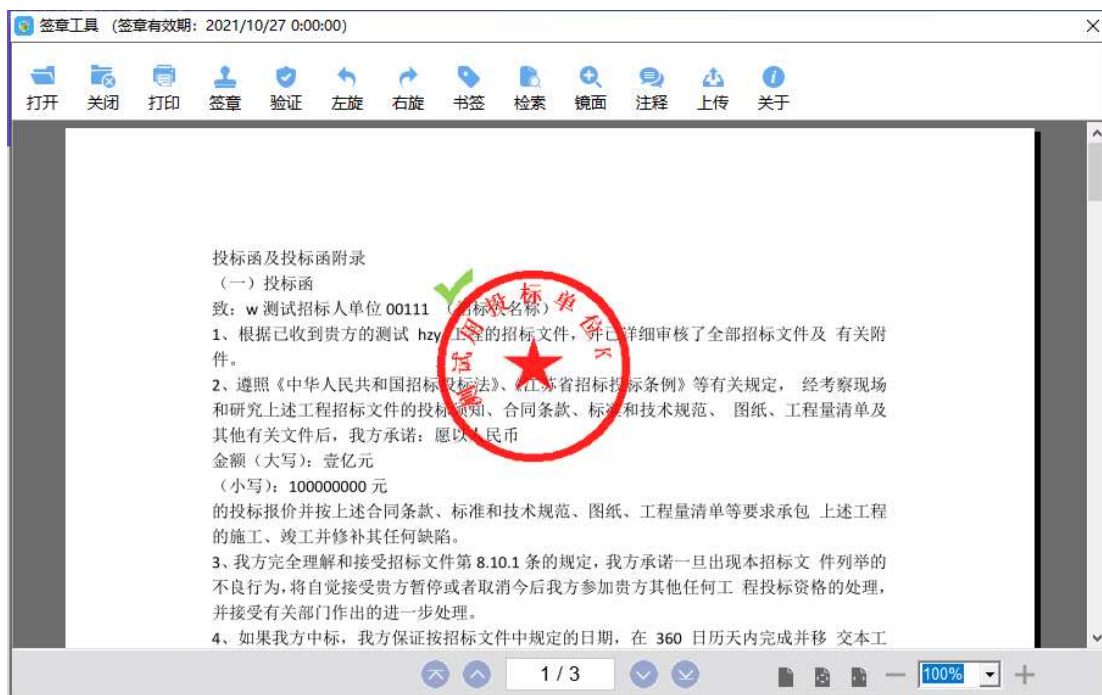 签章工具 (签章有效期: 2021/10/27 0:00:00)
打开 关闭 打印 签章 验证 左旋 右旋 书签 检索 镜面 注释 上传 关于
投标函及投标函附录
（一）投标函
致：w 测试招标人单位 00111 （招标人名称）
1、根据已收到贵方的测试 hzy 工程的招标文件，并已详细审核了全部招标文件及 有关附
件。
2、遵照《中华人民共和国招标投标法》、《江苏省招标投标条例》等有关规定， 经考察现场
和研究上述工程招标文件的投标须知、合同条款、标准和技术规范、 图纸、工程量清单及
其他有关文件后，我方承诺：愿以人民币
金额（大写）：壹亿元
（小写）：100000000 元
的投标报价并按上述合同条款、标准和技术规范、图纸、工程量清单等要求承包 上述工程
的施工、竣工并修补其任何缺陷。
3、我方完全理解和接受招标文件第 8.10.1 条的规定，我方承诺一旦出现本招标文 件列举的
不良行为，将自觉接受贵方暂停或者取消今后我方参加贵方其他任何工 程投标资格的处理，
并接受有关部门作出的进一步处理。
4、如果我方中标，我方保证按招标文件中规定的日期，在 360 日历天内完成并移 交本工
测试用投标单位K
1 / 3
100%